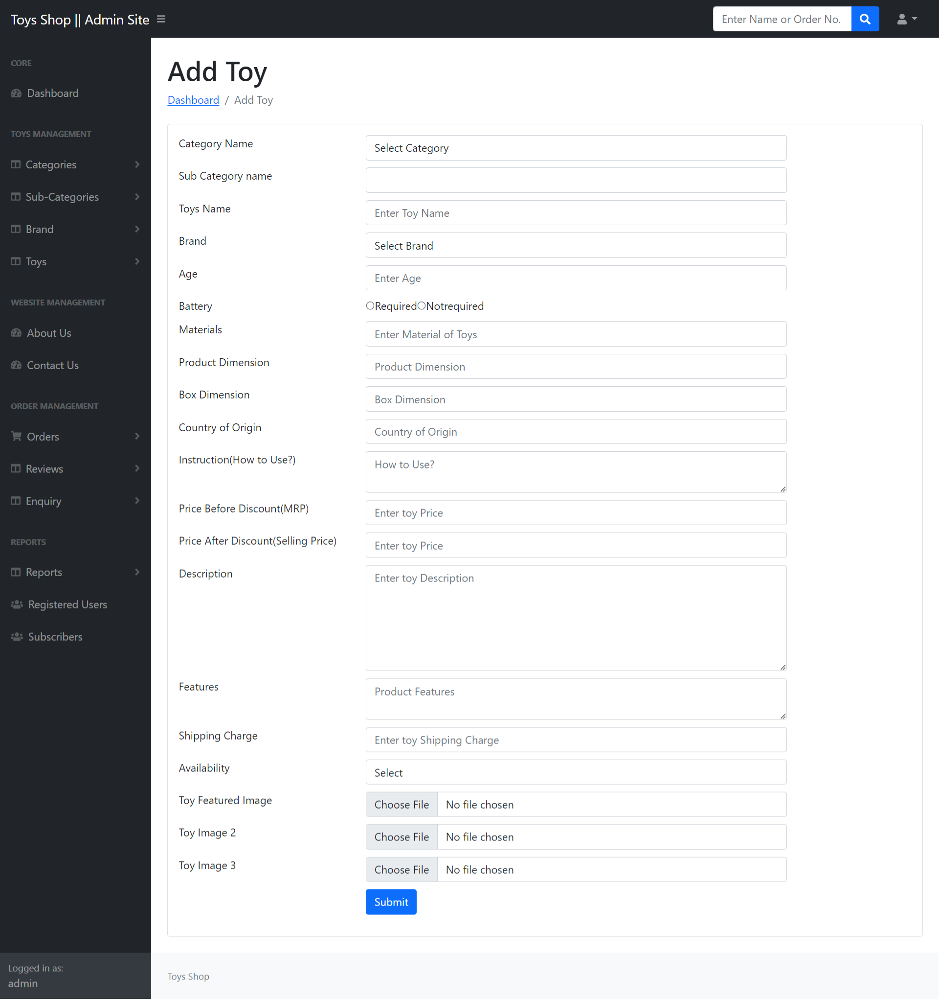 Toys Shop || Admin Site
Enter Name or Order No.
CORE
Dashboard
TOYS MANAGEMENT
Categories
Sub-Categories
Brand
Toys
WEBSITE MANAGEMENT
About Us
Contact Us
ORDER MANAGEMENT
Orders
Reviews
Enquiry
REPORTS
Reports
Registered Users
Subscribers
Logged in as:
admin
Add Toy
Dashboard / Add Toy
Category Name Select Category
Sub Category name
Toys Name Enter Toy Name
Brand Select Brand
Age Enter Age
Battery Required Notrequired
Materials Enter Material of Toys
Product Dimension Product Dimension
Box Dimension Box Dimension
Country of Origin Country of Origin
Instruction(How to Use?) How to Use?
Price Before Discount(MRP) Enter toy Price
Price After Discount(Selling Price) Enter toy Price
Description Enter toy Description
Features Product Features
Shipping Charge Enter toy Shipping Charge
Availability Select
Toy Featured Image Choose File No file chosen
Toy Image 2 Choose File No file chosen
Toy Image 3 Choose File No file chosen
Submit
Toys Shop